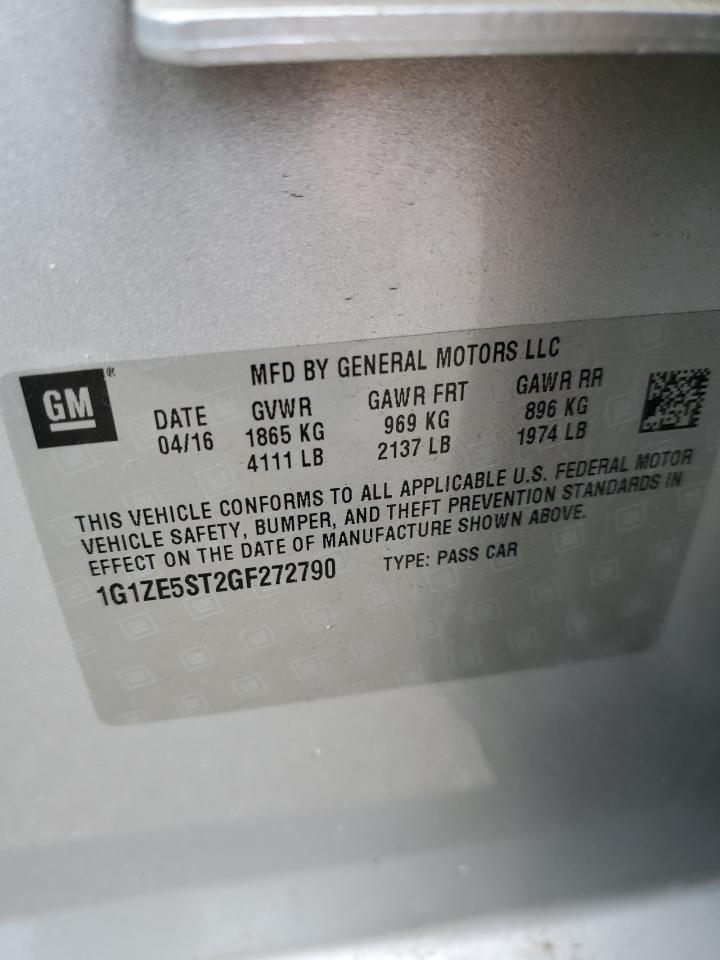 GM®
MFD BY GENERAL MOTORS LLC
DATE GVWR GAWR FRT GAWR RR
04/16 1865 KG 969 KG 896 KG
4111 LB 2137 LB 1974 LB
THIS VEHICLE CONFORMS TO ALL APPLICABLE U.S. FEDERAL MOTOR
VEHICLE SAFETY, BUMPER, AND THEFT PREVENTION STANDARDS IN
EFFECT ON THE DATE OF MANUFACTURE SHOWN ABOVE.
1G1ZE5ST2GF272790 TYPE: PASS CAR